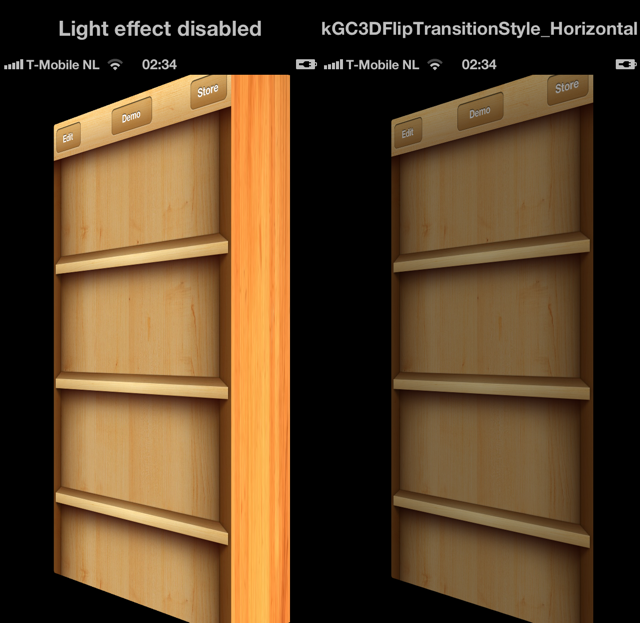 Light effect disabled
kGC3DFlipTransitionStyle_Horizontal
T-Mobile NL 02:34
T-Mobile NL 02:34
Edit Demo Store
Edit Demo Store